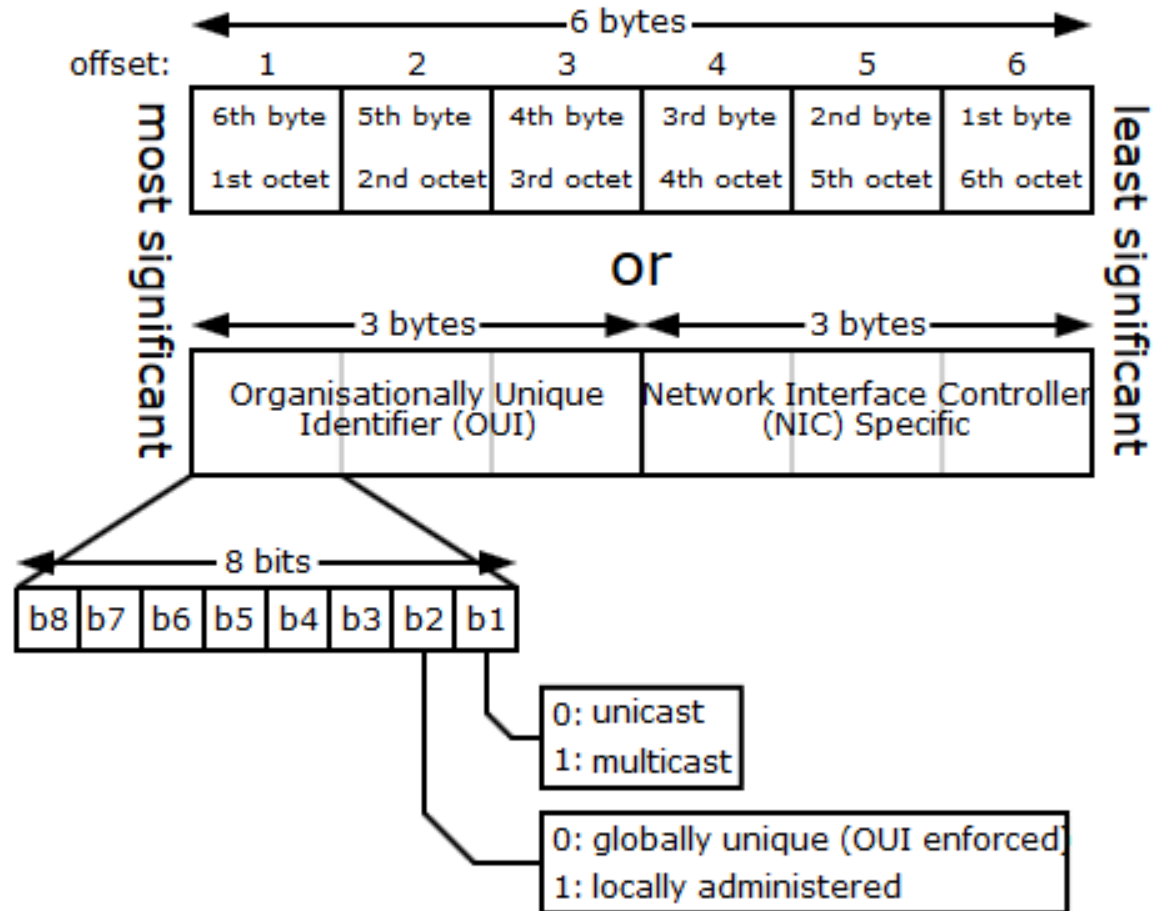 6 bytes
offset: 1 2 3 4 5 6
most significant
6th byte 5th byte 4th byte 3rd byte 2nd byte 1st byte
1st octet 2nd octet 3rd octet 4th octet 5th octet 6th octet
least significant
or
3 bytes 3 bytes
Organisationally Unique
Identifier (OUI)
Network Interface Controller
(NIC) Specific
8 bits
b8 b7 b6 b5 b4 b3 b2 b1
0: unicast
1: multicast
0: globally unique (OUI enforced)
1: locally administered